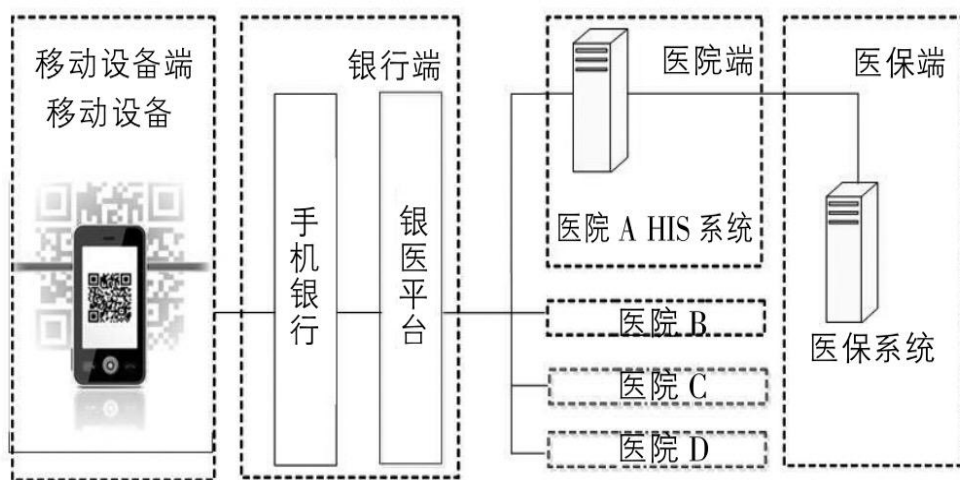 移动设备端
移动设备
银行端
手机银行
银医平台
医院端
医院 A HIS 系统
医院 B
医院 C
医院 D
医保端
医保系统